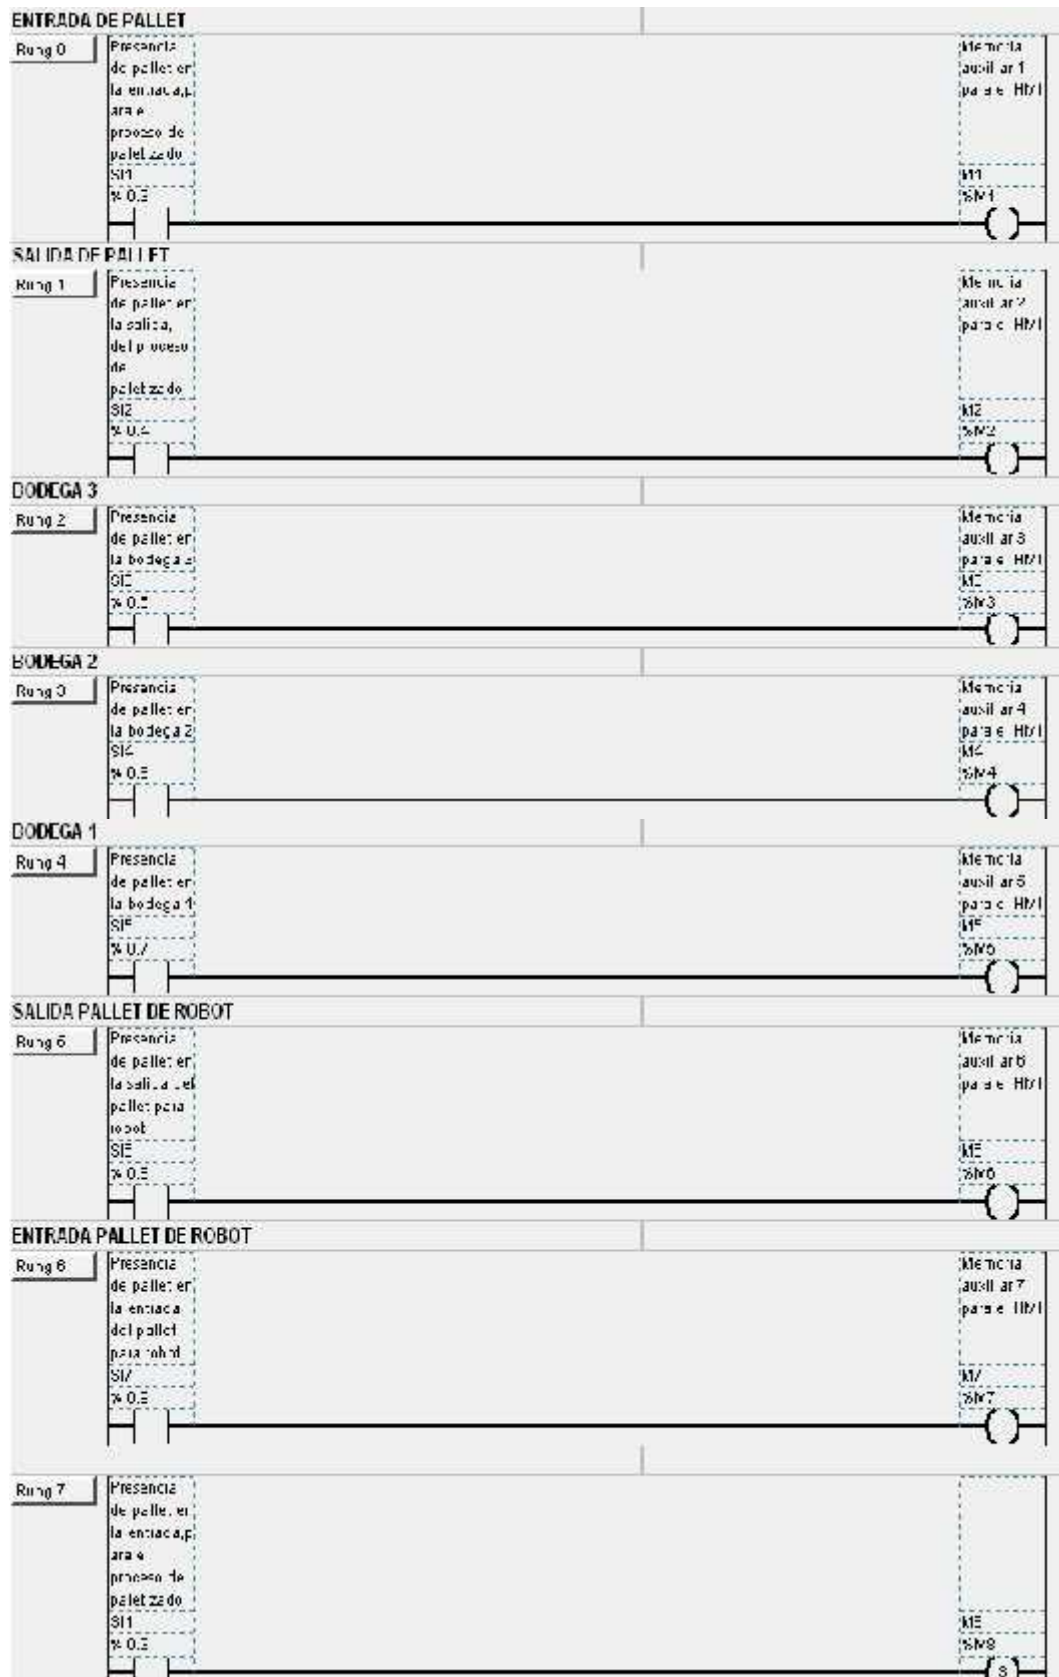 ENTRADA DE PALLET
Rung 0
Presencia
de pallet en
la entrada,p
ara e
proceso de
paletizado
SI1
Memoria
auxiliar 1
para el HMI
M1
%M1
SALIDA DE PALLET
Rung 1
Presencia
de pallet en
la salida,
del proceso
de
paletizado
SI2
% 0.4
Memoria
auxiliar 2
para el HMI
M2
%M2
BODEGA 3
Rung 2
Presencia
de pallet en
la bodega 3
Memoria
auxiliar 3
para el HMI
%M3
BODEGA 2
Rung 3
Presencia
de pallet en
la bodega 2
SI4
Memoria
auxiliar 4
para el HMI
M4
%M4
BODEGA 1
Rung 4
Presencia
de pallet en
la bodega 1
SI5
% 0.7
Memoria
auxiliar 5
para el HMI
M5
%M5
SALIDA PALLET DE ROBOT
Rung 5
Presencia
de pallet en
la salida del
pallet para
robot
Memoria
auxiliar 6
para el HMI
%M6
ENTRADA PALLET DE ROBOT
Rung 6
Presencia
de pallet en
la entrada
del pallet
para robot
SI7
Memoria
auxiliar 7
para el HMI
M7
%M7
Rung 7
Presencia
de pallet en
la entrada,p
ara e
proceso de
paletizado
SI1
%M8
S